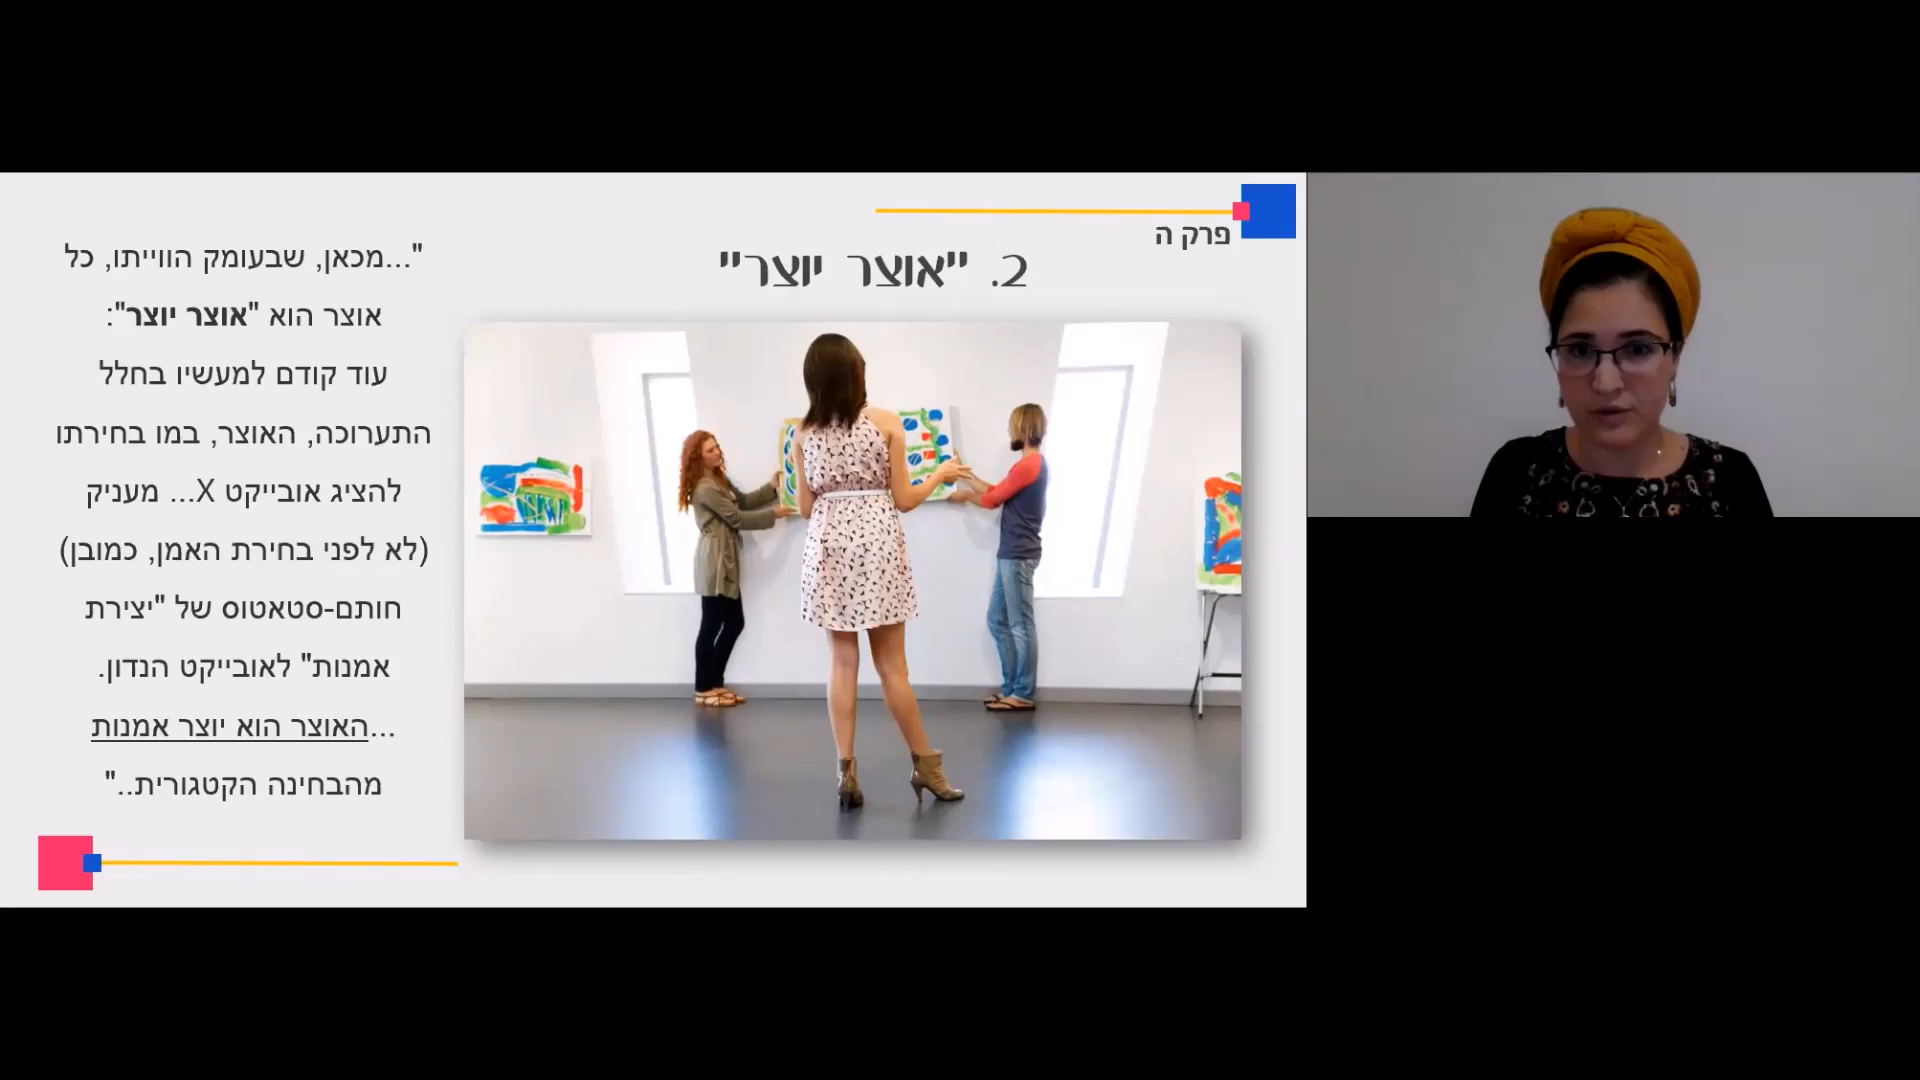 פרק ה
2. "אוצר יוצר"
"...מכאן, שבעומק הווייתו, כל
אוצר הוא "אוצר יוצר":
עוד קודם למעשיו בחלל
התערוכה, האוצר, במו בחירתו
להציג אובייקט X... מעניק
(לא לפני בחירת האמן, כמובן)
חותם-סטאטוס של "יצירת
אמנות" לאובייקט הנדון.
...האוצר הוא יוצר אמנות
מהבחינה הקטגורית.."